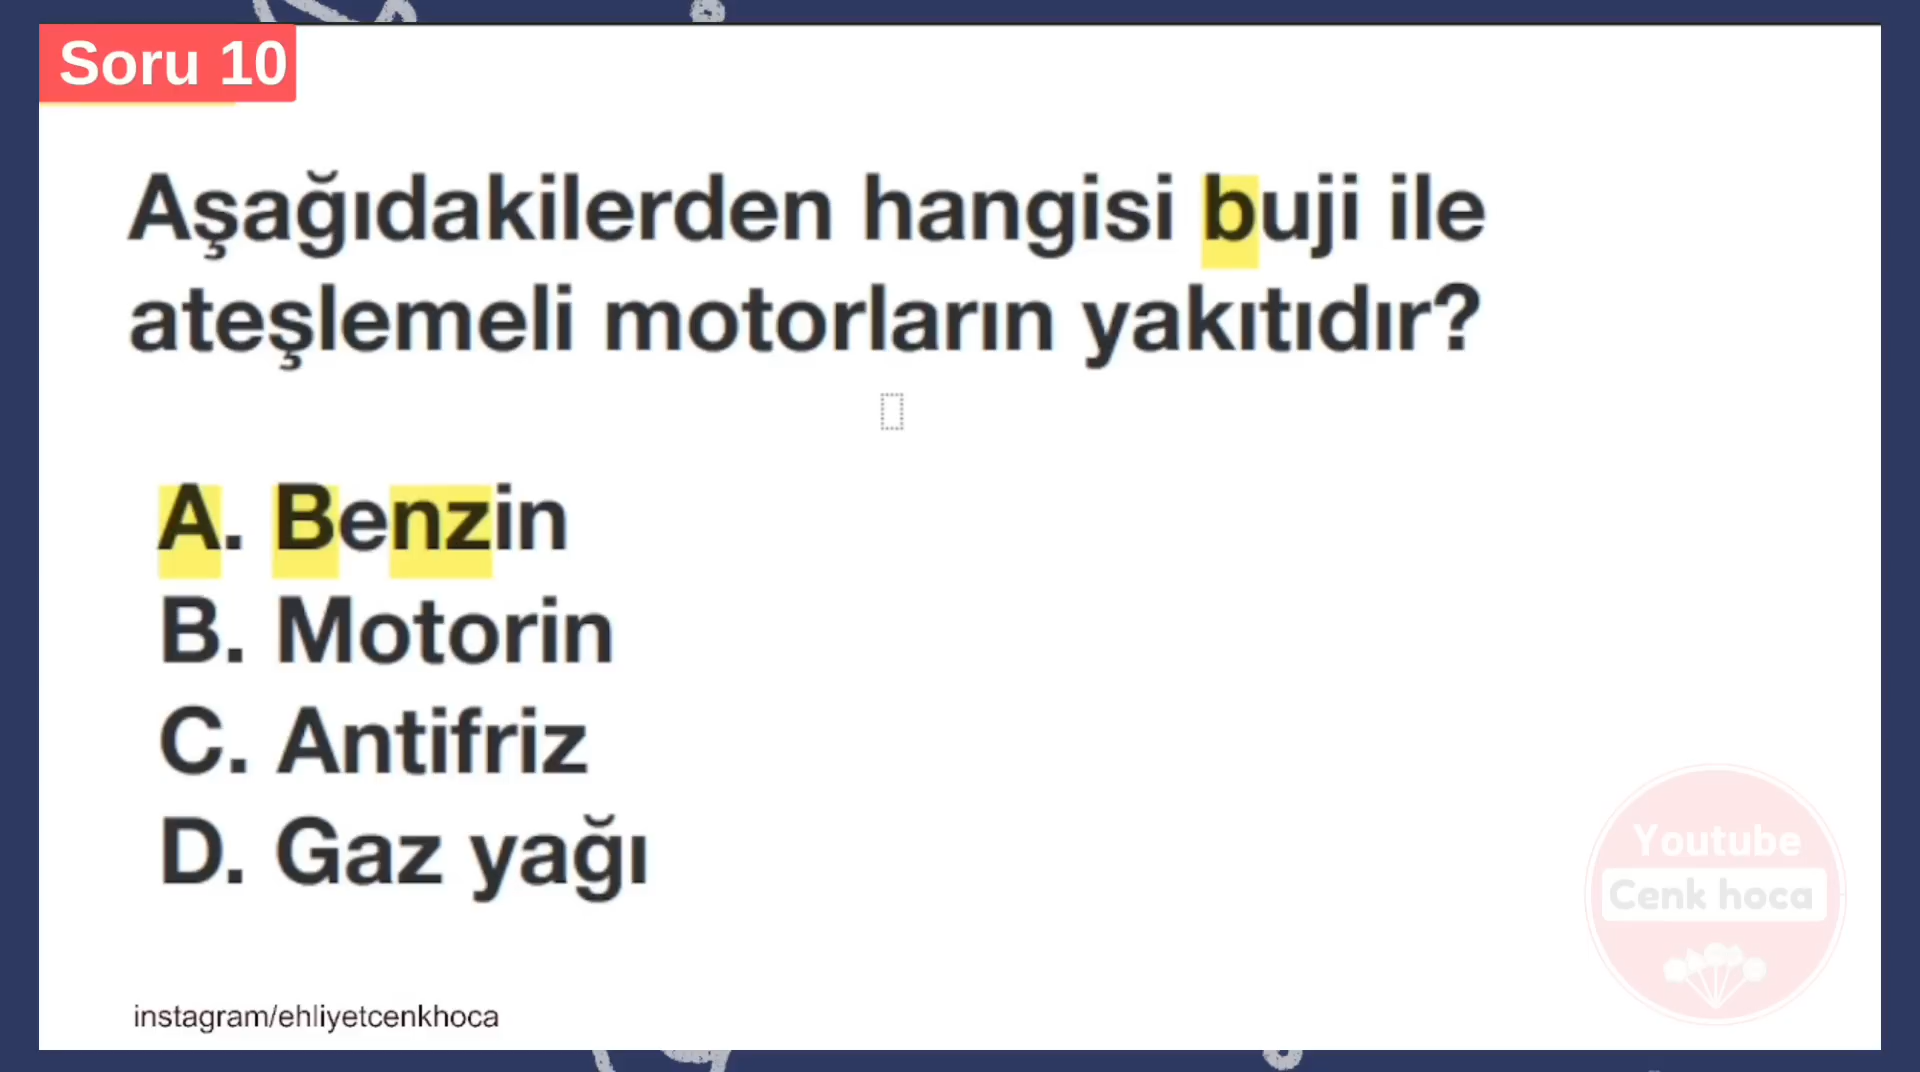 Soru 10
Aşağıdakilerden hangisi buji ile
ateşlemeli motorların yakıtıdır?
A. Benzin
B. Motorin
C. Antifriz
D. Gaz yağı
Youtube
Cenk hoca
instagram/ehliyetcenkhoca